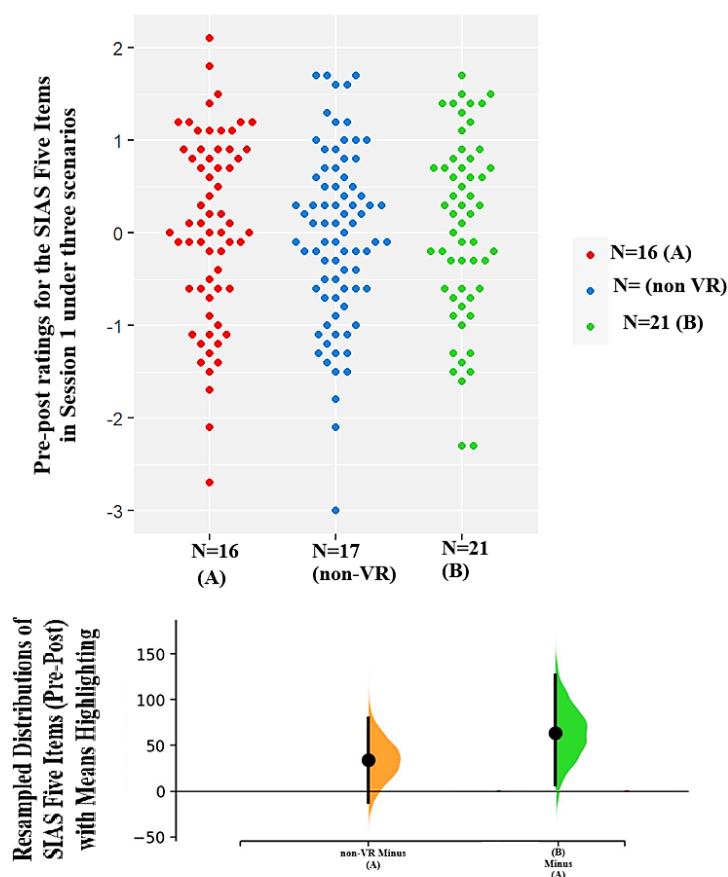 Pre-post ratings for the SIAS Five Items
in Session 1 under three scenarios
2
1
0
-1
-2
-3
N=16
(A)
N=17
(non-VR)
N=21
(B)
N=16 (A)
N= (non VR)
N=21 (B)
Resampled Distributions of
SIAS Five Items (Pre-Post)
with Means Highlighting
150
100
50
0
−50
non-VR Minus
(A)
(B)
Minus
(A)